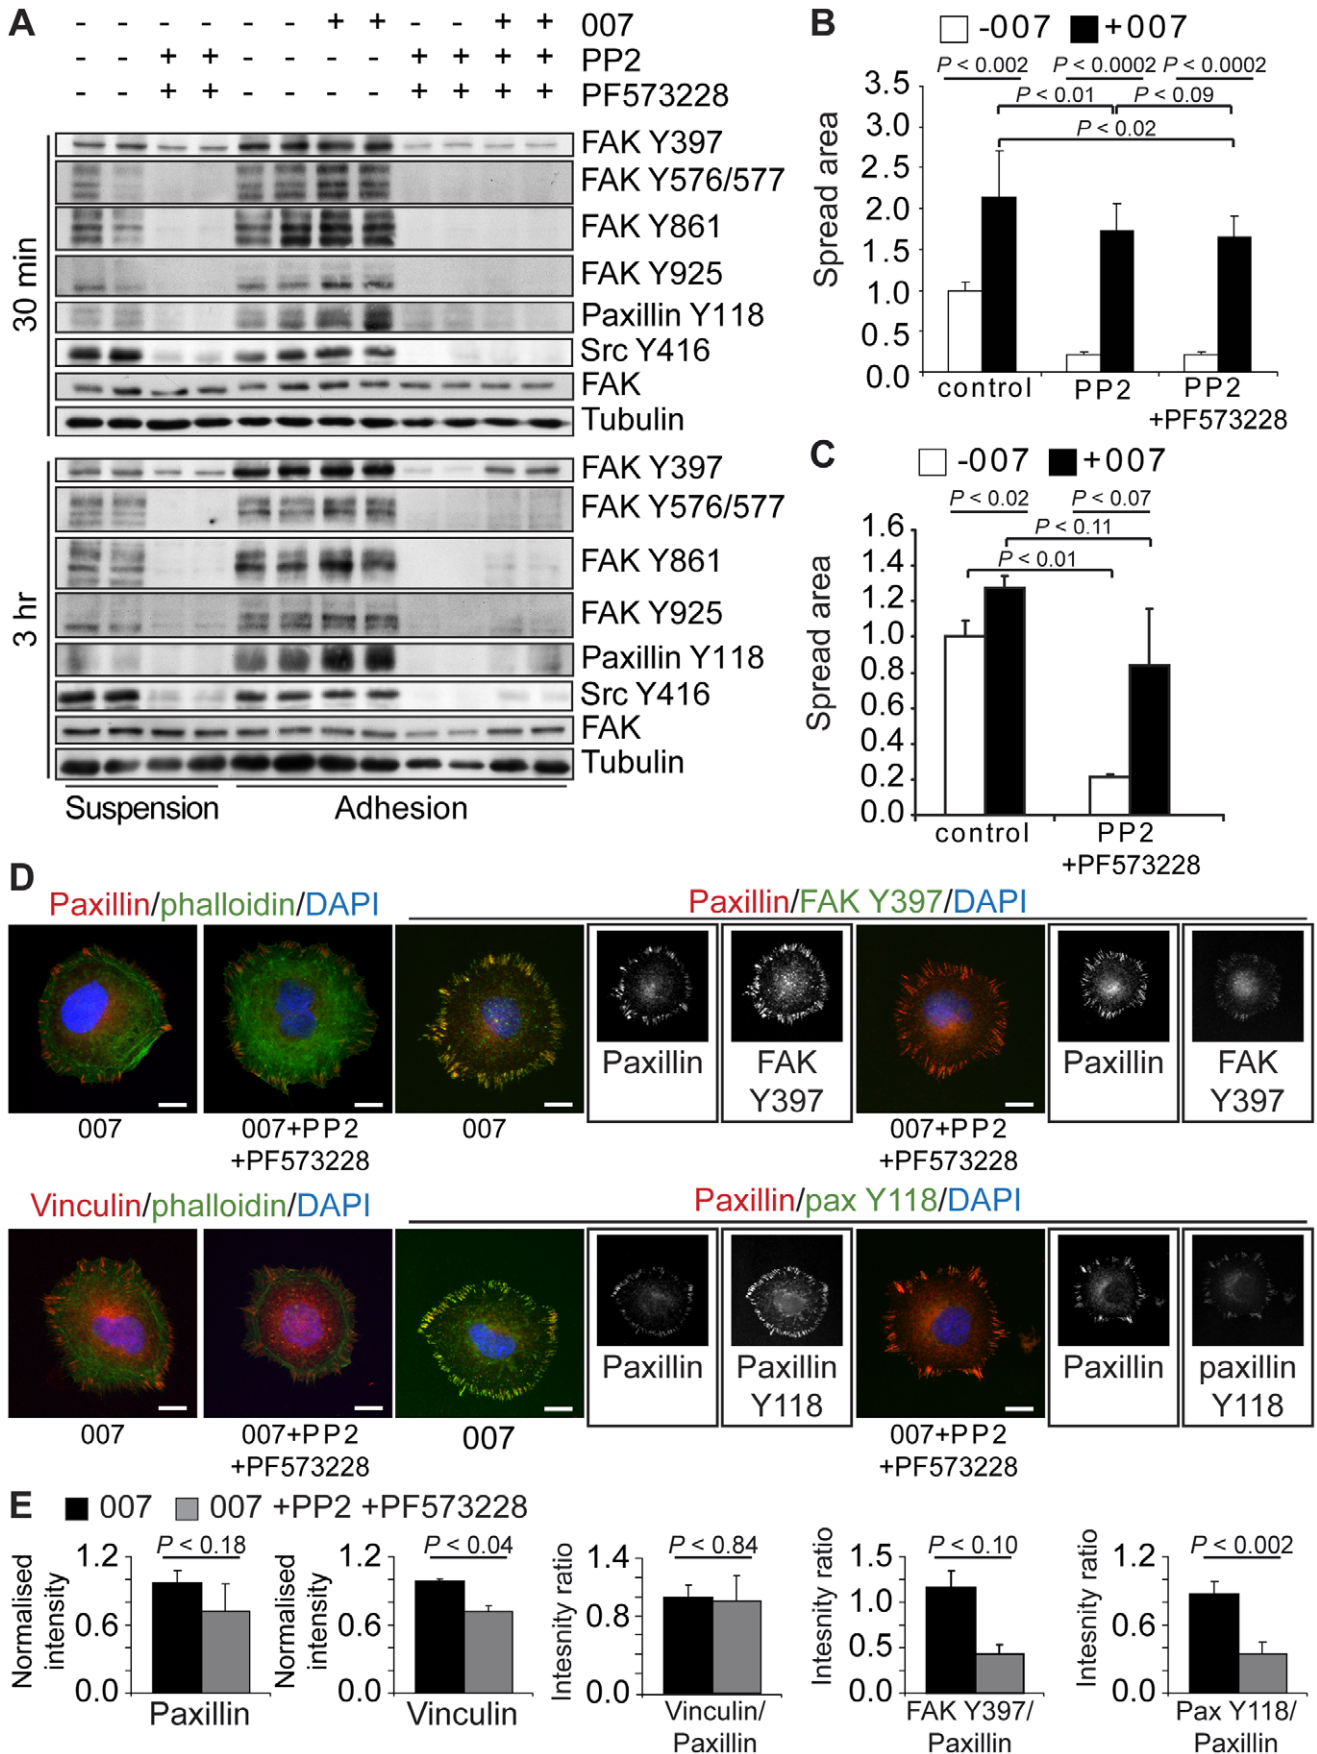 A
- - - - - - + + - - + + 007
- - + + - - - - + + + + PP2
- - + + - - - - + + + + PF573228
30 min
FAK Y397
FAK Y576/577
FAK Y861
FAK Y925
Paxillin Y118
Src Y416
FAK
Tubulin
3 hr
FAK Y397
FAK Y576/577
FAK Y861
FAK Y925
Paxillin Y118
Src Y416
FAK
Tubulin
Suspension Adhesion
B
-007 +007
P < 0.002 P < 0.0002 P < 0.0002
P < 0.01 P < 0.09
P < 0.02
Spread area
3.5
3.0
2.5
2.0
1.5
1.0
0.5
0.0
control PP2 PP2
+PF573228
C
-007 +007
P < 0.02 P < 0.07
P < 0.11
P < 0.01
Spread area
1.6
1.4
1.2
1.0
0.8
0.6
0.4
0.2
0.0
control PP2
+PF573228
D
Paxillin/phalloidin/DAPI Paxillin/FAK Y397/DAPI
Paxillin FAK Paxillin FAK
Y397 Y397
007 007+PP2 007 007+PP2
+PF573228 +PF573228
Vinculin/phalloidin/DAPI Paxillin/pax Y118/DAPI
Paxillin Paxillin Paxillin paxillin
Y118 Y118
007 007+PP2 007 007+PP2
+PF573228 +PF573228
E
007 007 +PP2 +PF573228
Normalised
intensity
1.2
0.6
0.0
P < 0.18
Paxillin
Normalised
intensity
1.2
0.6
0.0
P < 0.04
Vinculin
Intesnity ratio
1.4
0.8
0.0
P < 0.84
Vinculin/
Paxillin
Intesnity ratio
1.5
1.0
0.5
0.0
P < 0.10
FAK Y397/
Paxillin
Intesnity ratio
1.2
0.6
0.0
P < 0.002
Pax Y118/
Paxillin